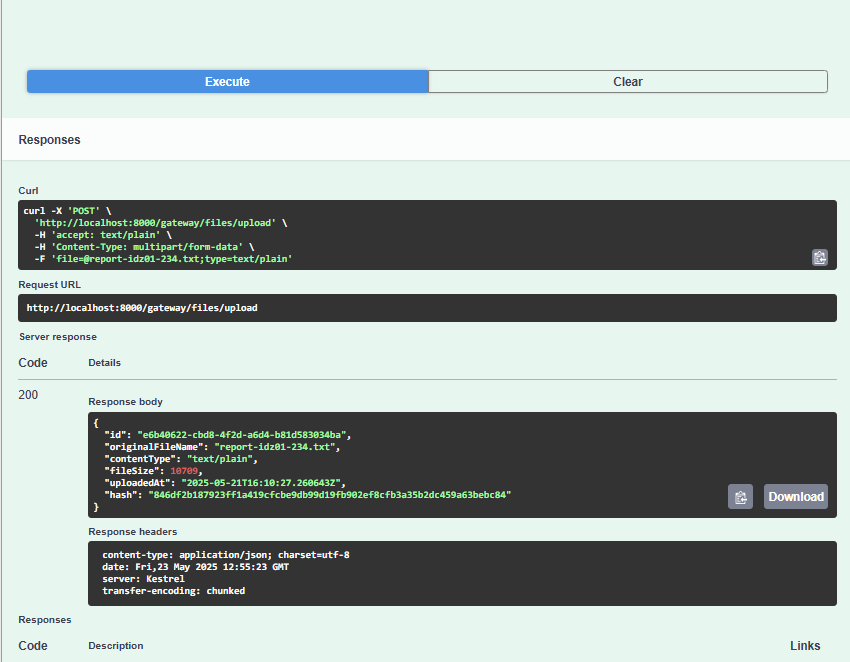 Execute
Clear
Responses
Curl
curl -X 'POST' \
'http://localhost:8000/gateway/files/upload' \
-H 'accept: text/plain' \
-H 'Content-Type: multipart/form-data' \
-F 'file=@report-idz01-234.txt;type=text/plain'
Request URL
http://localhost:8000/gateway/files/upload
Server response
Code Details
200
Response body
{
"id": "e6b40622-cbd8-4f2d-a6d4-b81d583034ba",
"originalFileName": "report-idz01-234.txt",
"contentType": "text/plain",
"fileSize": 10709,
"uploadedAt": "2025-05-21T16:10:27.260643Z",
"hash": "846df2b187923ff1a419cfcbe9db99d19fb902ef8cfb3a35b2dc459a63bebc84"
}
Download
Response headers
content-type: application/json; charset=utf-8
date: Fri,23 May 2025 12:55:23 GMT
server: Kestrel
transfer-encoding: chunked
Responses
Code Description Links